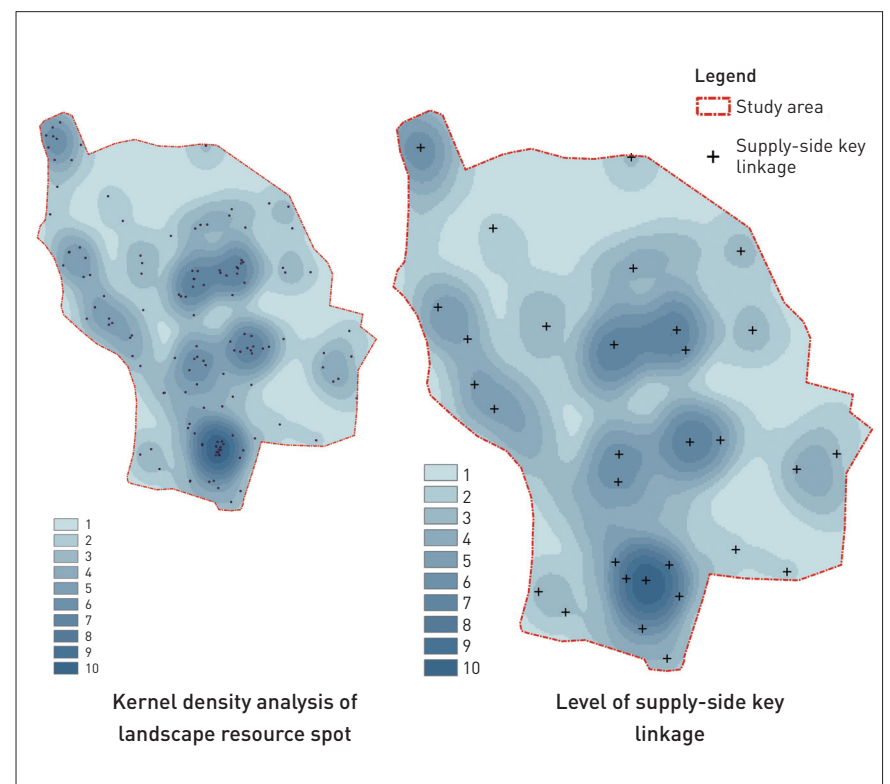 Legend
Study area
Supply-side key
linkage
1
2
3
4
5
6
7
8
9
10
1
2
3
4
5
6
7
8
9
10
Kernel density analysis of
landscape resource spot
Level of supply-side key
linkage